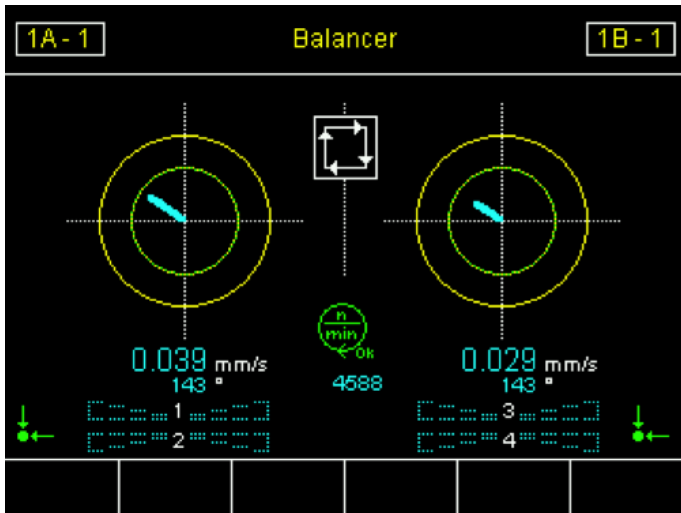 1A - 1 Balancer 1B - 1
n
min
Ok
0.039 mm/s 0.029 mm/s
143 ° 4588 143 °
1 3
2 4